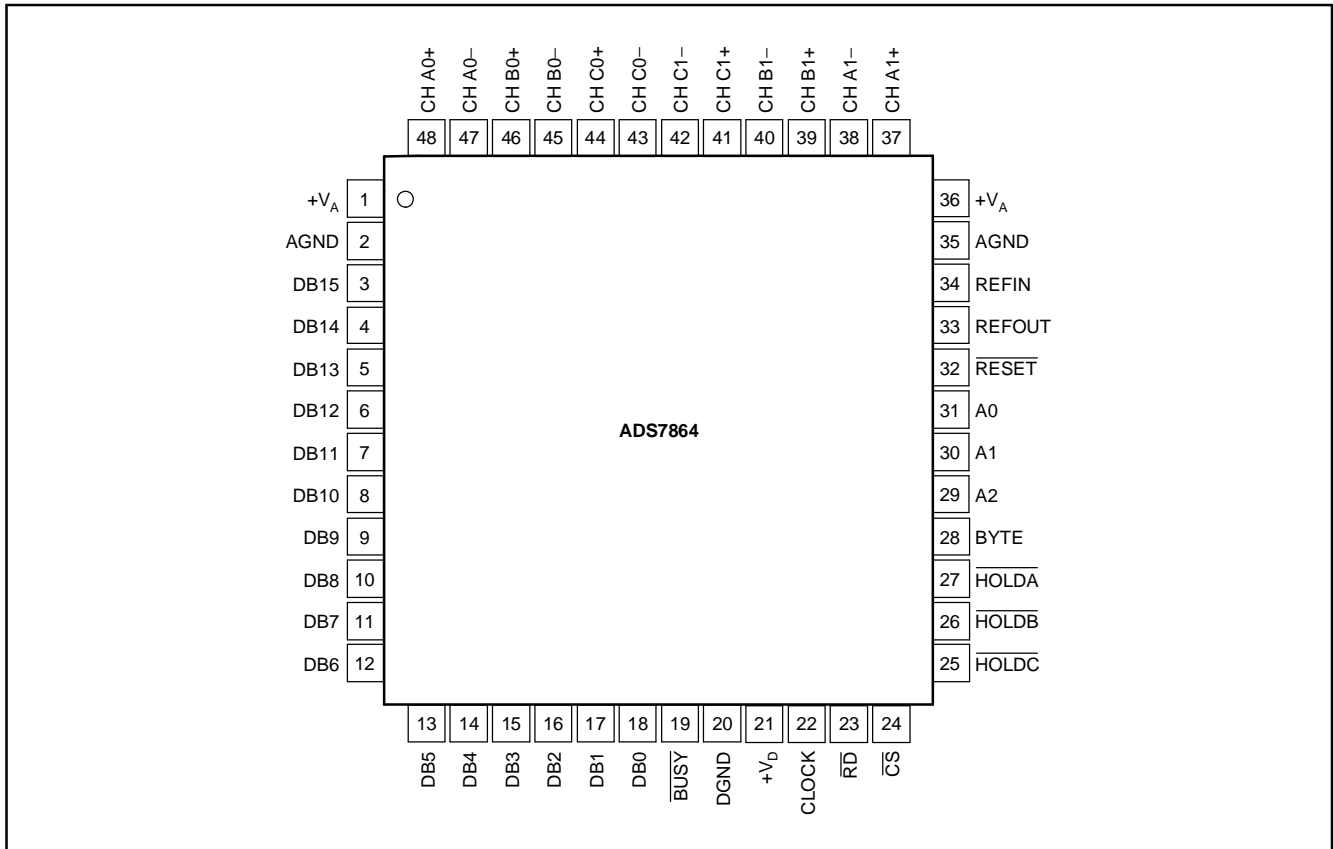 CH A0+
CH A0–
CH B0+
CH B0–
CH C0+
CH C0–
CH C1–
CH C1+
CH B1–
CH B1+
CH A1–
CH A1+
48 47 46 45 44 43 42 41 40 39 38 37
+VA 1
36 +VA
AGND 2
35 AGND
DB15 3
34 REFIN
DB14 4
33 REFOUT
DB13 5
32 RESET
DB12 6
31 A0
DB11 7
30 A1
DB10 8
29 A2
DB9 9
28 BYTE
DB8 10
27 HOLDA
DB7 11
26 HOLDB
DB6 12
25 HOLDC
ADS7864
13 14 15 16 17 18 19 20 21 22 23 24
DB5
DB4
DB3
DB2
DB1
DB0
BUSY
DGND
+VD
CLOCK
RD
CS